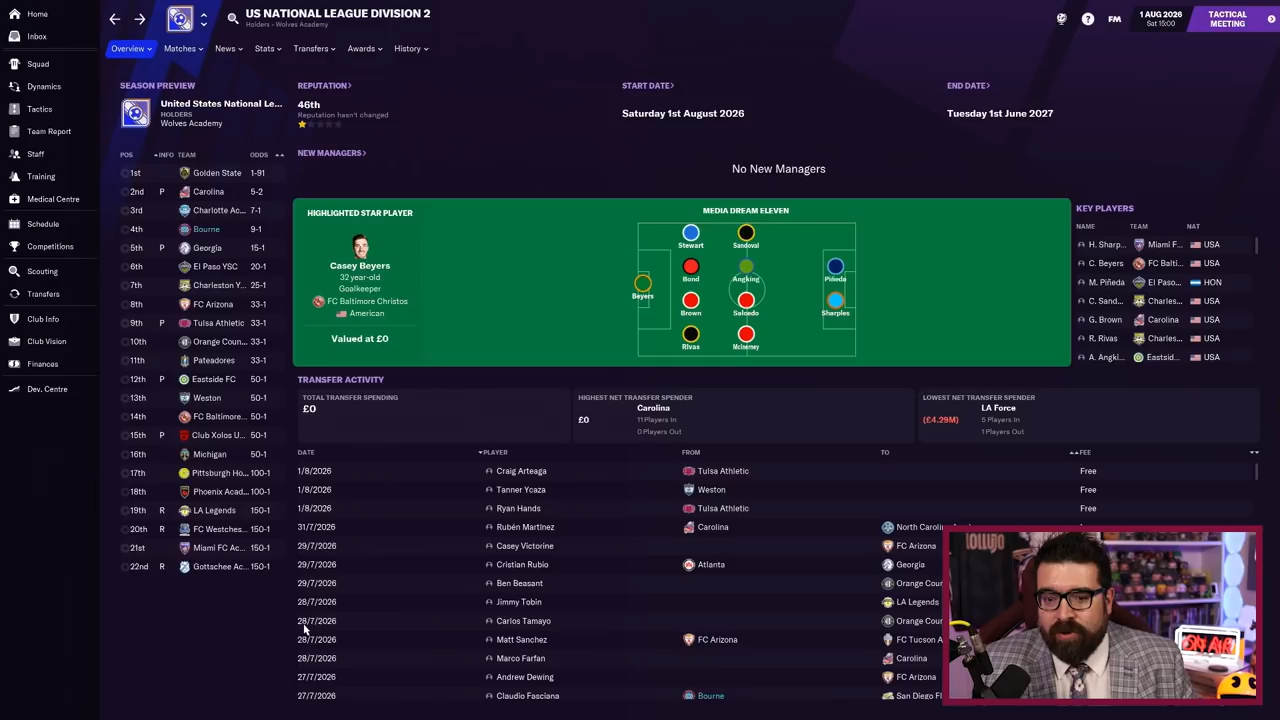 Home
Inbox
Squad
Dynamics
Tactics
Team Report
Staff
Training
Medical Centre
Schedule
Competitions
Scouting
Transfers
Club Info
Club Vision
Finances
Dev. Centre
US NATIONAL LEAGUE DIVISION 2
Holders - Wolves Academy
FM
1 AUG 2026
Sat 15:00
TACTICAL MEETING
Overview Matches News Stats Transfers Awards History
SEASON PREVIEW
United States National Le...
HOLDERS
Wolves Academy
REPUTATION
46th
Reputation hasn't changed
START DATE
Saturday 1st August 2026
END DATE
Tuesday 1st June 2027
NEW MANAGERS
No New Managers
POS INFO TEAM ODDS
1st Golden State 1-91
2nd P Carolina 5-2
3rd Charlotte Ac... 7-1
4th Bourne 9-1
5th P Georgia 15-1
6th El Paso YSC 20-1
7th Charleston Y... 25-1
8th FC Arizona 33-1
9th P Tulsa Athletic 33-1
10th Orange Coun... 33-1
11th Pateadores 33-1
12th P Eastside FC 50-1
13th Weston 50-1
14th FC Baltimore... 50-1
15th P Club Xolos U... 50-1
16th Michigan 50-1
17th Pittsburgh Ho... 100-1
18th Phoenix Acad... 100-1
19th R LA Legends 150-1
20th R FC Westches... 150-1
21st Miami FC Ac... 150-1
22nd R Gottschee Ac... 150-1
HIGHLIGHTED STAR PLAYER
Casey Beyers
32 year-old
Goalkeeper
FC Baltimore Christos
American
Valued at £0
MEDIA DREAM ELEVEN
Stewart Sandoval
Bond Angking Piñeda
Beyers
Brown Salcedo Sharples
Rivas McInerney
KEY PLAYERS
NAME TEAM NAT
H. Sharp... Miami F... USA
C. Beyers FC Balti... USA
M. Piñeda El Paso... HON
C. Sand... Charles... USA
G. Brown Carolina USA
R. Rivas Charles... USA
A. Angki... Eastsid... USA
TRANSFER ACTIVITY
TOTAL TRANSFER SPENDING
£0
HIGHEST NET TRANSFER SPENDER
£0
Carolina
11 Players In
0 Players Out
LOWEST NET TRANSFER SPENDER
(£4.29M)
LA Force
5 Players In
1 Players Out
DATE PLAYER FROM TO FEE
1/8/2026 Craig Arteaga Tulsa Athletic Free
1/8/2026 Tanner Ycaza Weston Free
1/8/2026 Ryan Hands Tulsa Athletic Free
31/7/2026 Rubén Martínez Carolina
29/7/2026 Casey Victorine FC Arizona
29/7/2026 Cristian Rubio Atlanta Georgia
29/7/2026 Ben Beasant Orange Cour
28/7/2026 Jimmy Tobin LA Legends
28/7/2026 Carlos Tamayo Orange Cour
28/7/2026 Matt Sanchez FC Arizona FC Tucson A
28/7/2026 Marco Farfan Carolina
27/7/2026 Andrew Dewing FC Arizona
27/7/2026 Claudio Fasciana Bourne San Diego Fl
ON AIR